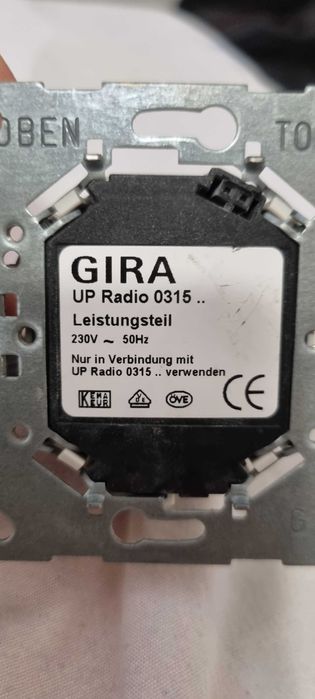 OBEN
TO
GIRA
UP Radio 0315 ..
Leistungsteil
230V ~ 50Hz
Nur in Verbindung mit
UP Radio 0315 .. verwenden
KEMA
KEUR
ÖVE
CE
G